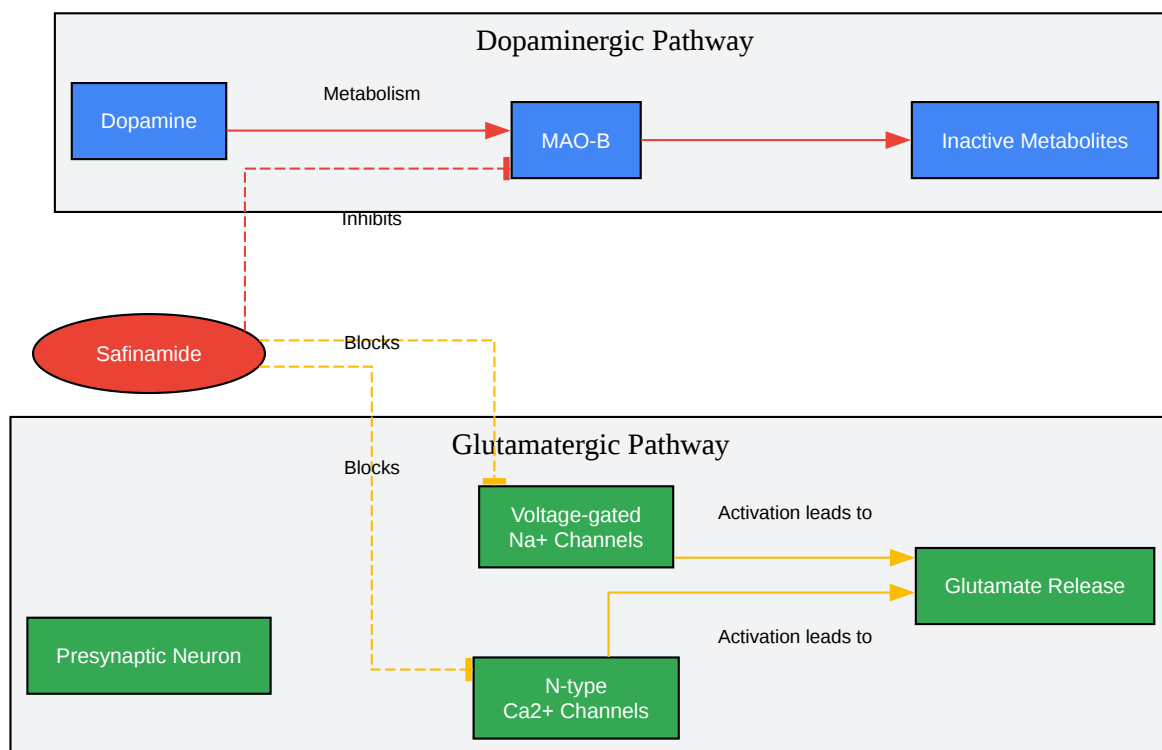 Dopaminergic Pathway
Metabolism
Dopamine
MAO-B
Inactive Metabolites
Inhibits
Blocks
Safinamide
Glutamatergic Pathway
Blocks
Voltage-gated
Na+ Channels
Activation leads to
Glutamate Release
Activation leads to
Presynaptic Neuron
N-type
Ca2+ Channels